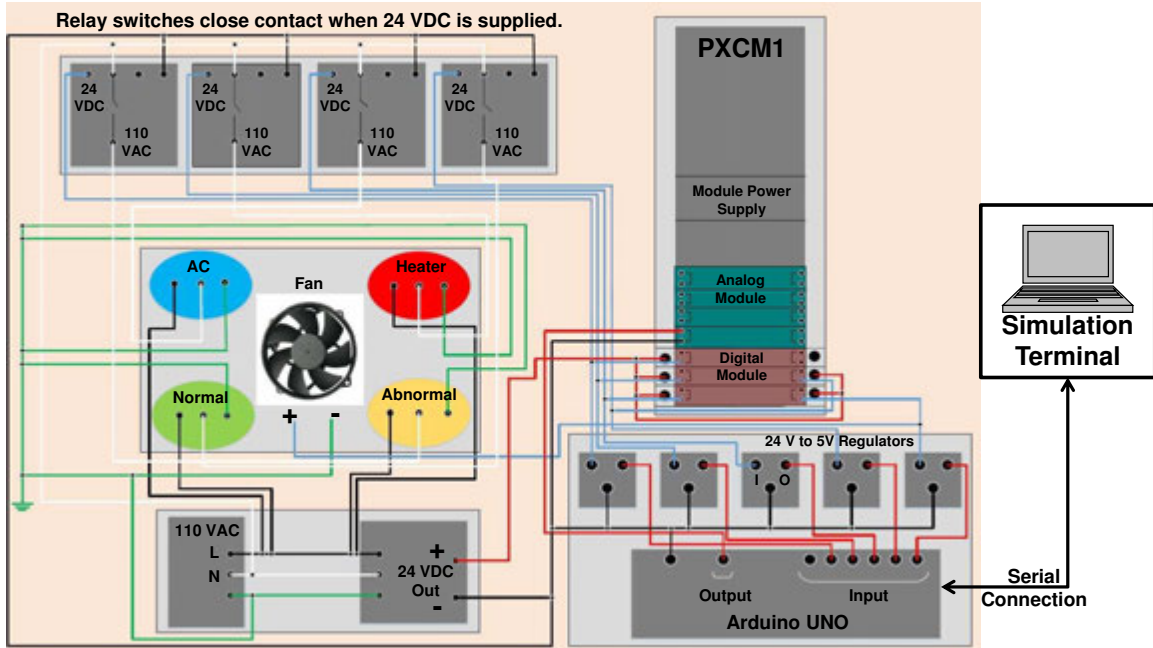 Relay switches close contact when 24 VDC is supplied.
PXCM1
24
VDC
110
VAC
24
VDC
110
VAC
24
VDC
110
VAC
24
VDC
110
VAC
Module Power
Supply
Analog
Module
Digital
Module
Simulation
Terminal
AC
Fan
Heater
Normal
Abnormal
+
-
24 V to 5V Regulators
I O
110 VAC
L
N
+
24 VDC
Out
-
Output
Input
Arduino UNO
Serial
Connection